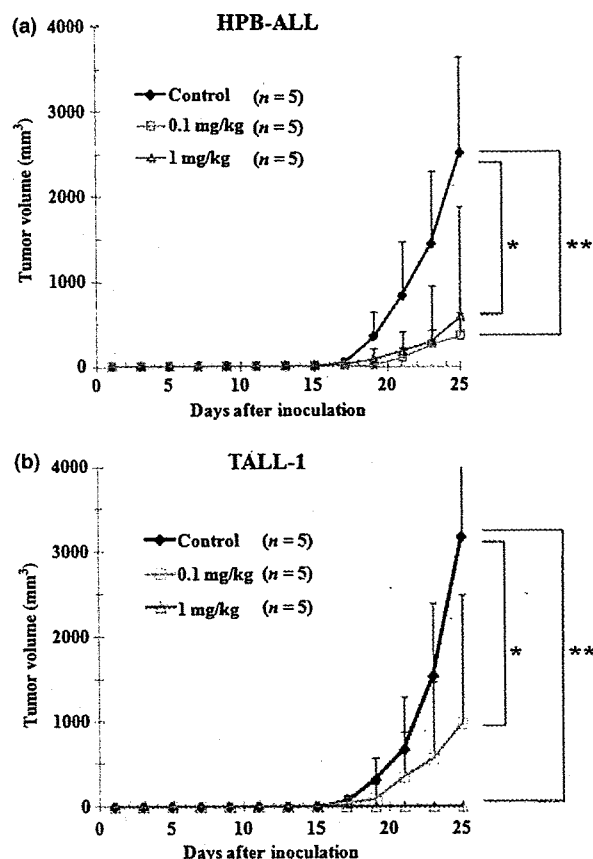 (a)
HPB-ALL
4000
3000
2000
1000
0
Tumor volume (mm³)
Control (n = 5)
0.1 mg/kg (n = 5)
1 mg/kg (n = 5)
*
**
0 5 10 15 20 25
Days after inoculation
(b)
TALL-1
4000
3000
2000
1000
0
Tumor volume (mm³)
Control (n = 5)
0.1 mg/kg (n = 5)
1 mg/kg (n = 5)
*
**
0 5 10 15 20 25
Days after inoculation